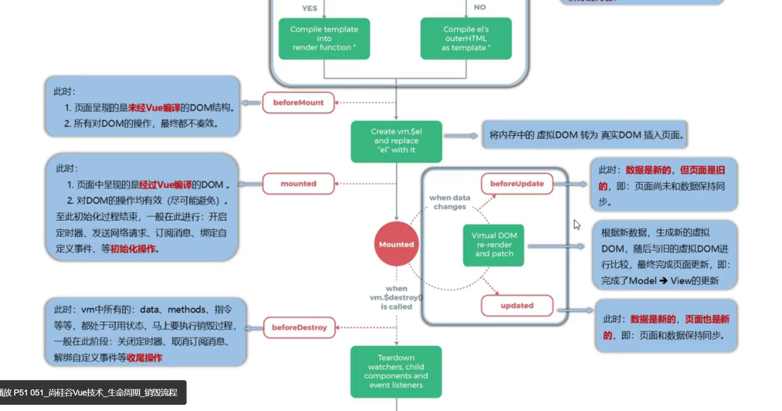 YES
NO
Compile template
into
render function *
Compile el's
outerHTML
as template *
此时：
1. 页面呈现的是未经Vue编译的DOM结构。
2. 所有对DOM的操作，最终都不奏效。
beforeMount
Create vm.$el
and replace
"el" with it
将内存中的 虚拟DOM 转为 真实DOM 插入页面。
此时：
1. 页面中呈现的是经过Vue编译的DOM 。
2. 对DOM的操作均有效（尽可能避免）。
至此初始化过程结束，一般在此进行：开启
定时器、发送网络请求、订阅消息、绑定自
定义事件、等初始化操作。
mounted
Mounted
when data
changes
beforeUpdate
此时：数据是新的，但页面是旧
的，即：页面尚未和数据保持同
步。
Virtual DOM
re-render
and patch
根据新数据，生成新的虚拟
DOM，随后与旧的虚拟DOM进
行比较，最终完成页面更新，即：
完成了Model ➔ View的更新
updated
此时：数据是新的，页面也是新
的，即：页面和数据保持同步。
when
vm.$destroy()
is called
此时：vm中所有的：data、methods、指令
等等，都处于可用状态，马上要执行销毁过程，
一般在此阶段：关闭定时器、取消订阅消息、
解绑自定义事件等收尾操作
beforeDestroy
Teardown
watchers, child
components and
event listeners
放 P51 051_尚硅谷Vue技术_生命周期_销毁流程